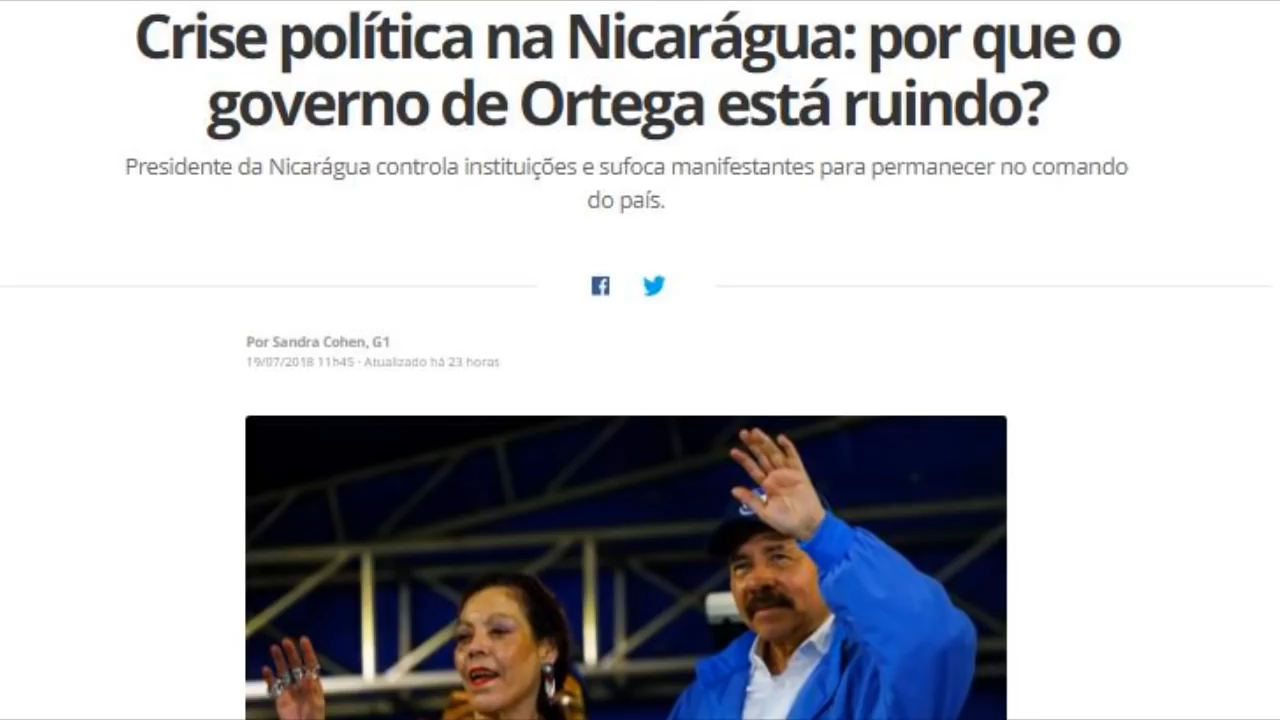 Crise política na Nicarágua: por que o
governo de Ortega está ruindo?
Presidente da Nicarágua controla instituições e sufoca manifestantes para permanecer no comando
do país.
Por Sandra Cohen, G1
19/07/2018 11h45 · Atualizado há 23 horas